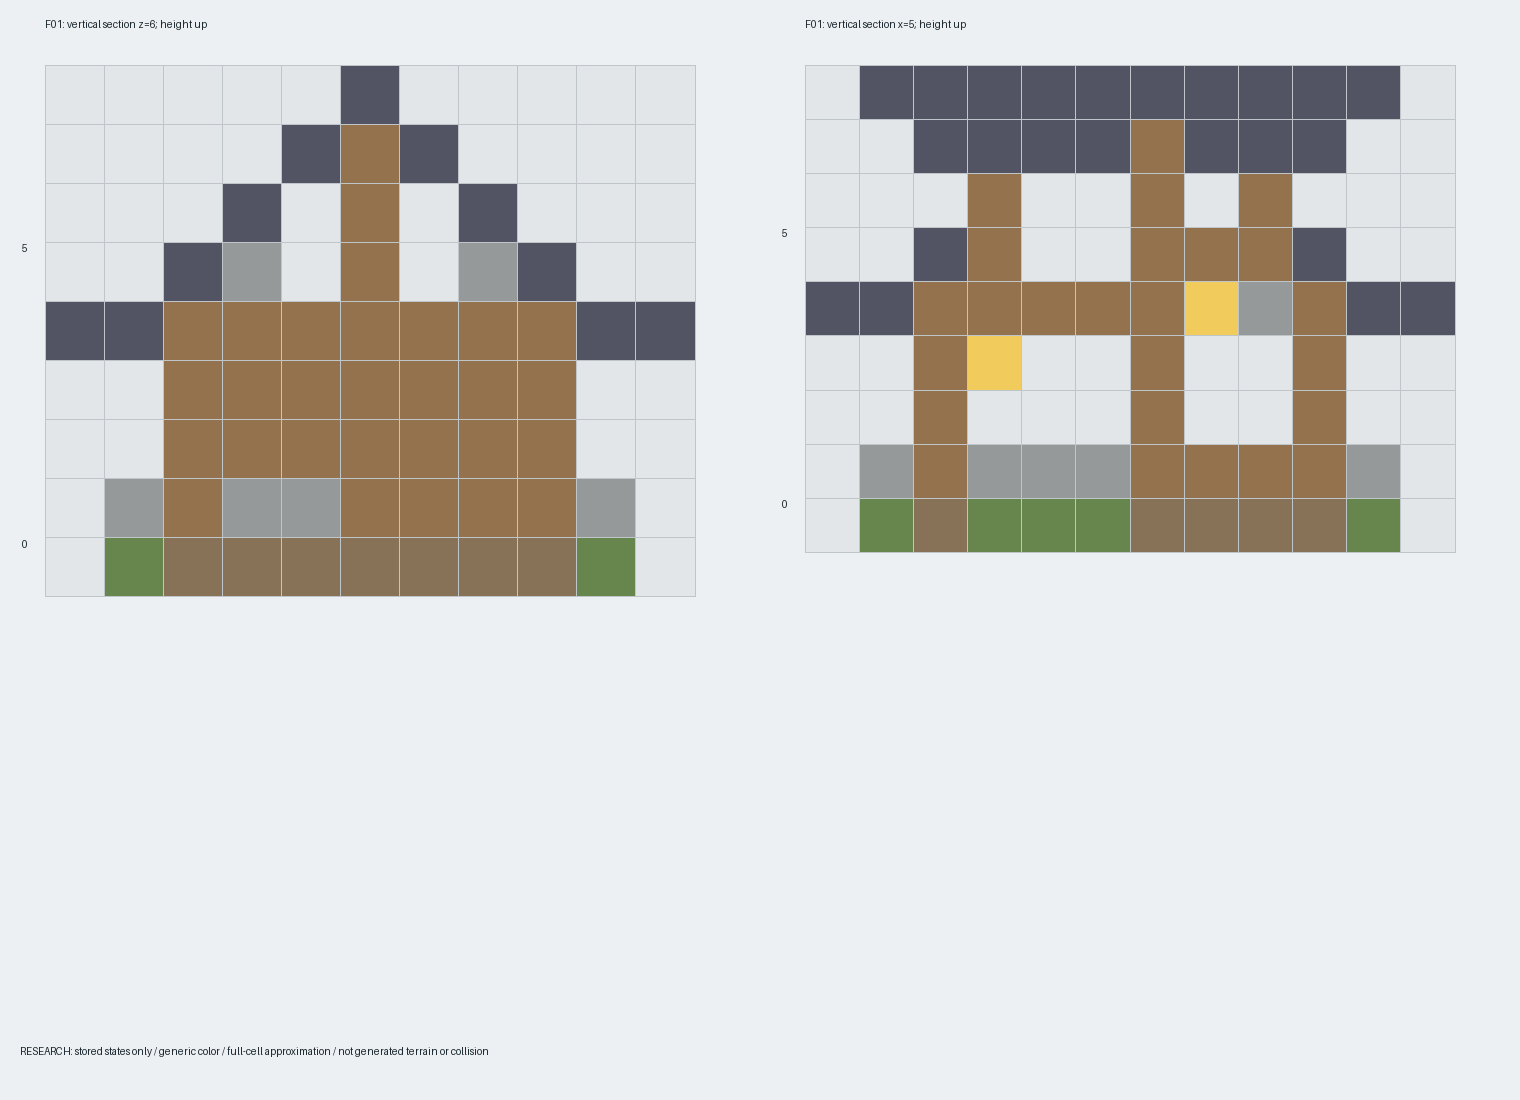 F01: vertical section z=6; height up
F01: vertical section x=5; height up
5
5
0
0
RESEARCH: stored states only / generic color / full-cell approximation / not generated terrain or collision